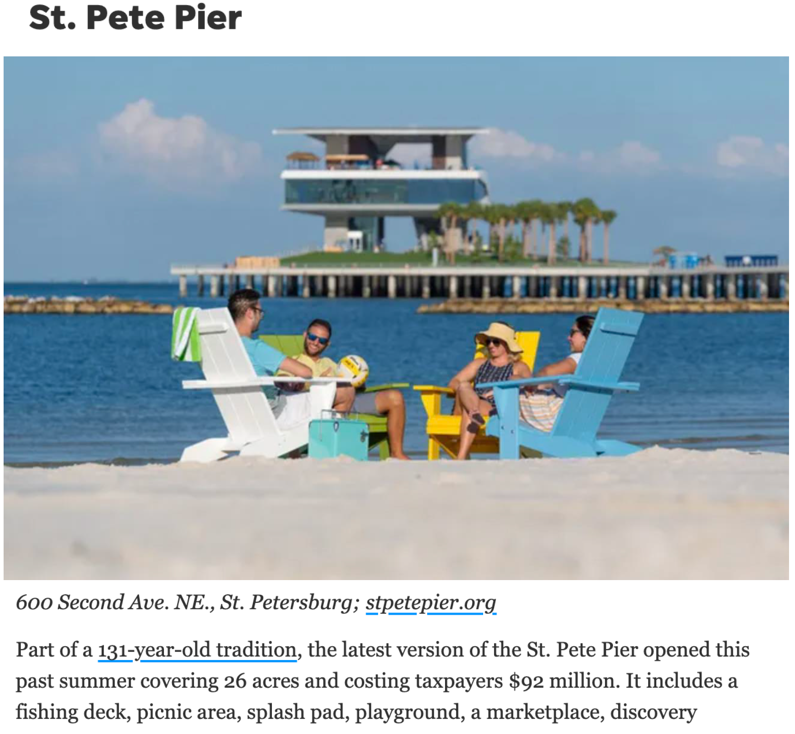 St. Pete Pier
600 Second Ave. NE., St. Petersburg; stpetepier.org
Part of a 131-year-old tradition, the latest version of the St. Pete Pier opened this
past summer covering 26 acres and costing taxpayers $92 million. It includes a
fishing deck, picnic area, splash pad, playground, a marketplace, discovery